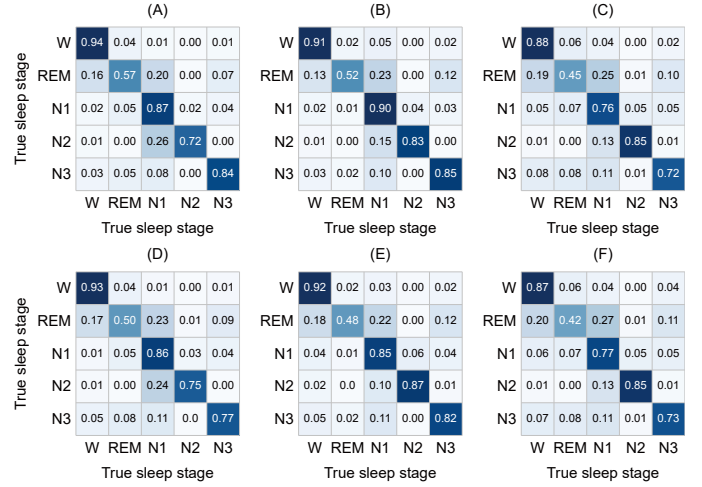 (A) (B) (C)
True sleep stage
W 0.94 0.04 0.01 0.00 0.01 0.91 0.02 0.05 0.00 0.02 W 0.88 0.06 0.04 0.00 0.02
REM 0.16 0.57 0.20 0.00 0.07 0.13 0.52 0.23 0.00 0.12 REM 0.19 0.45 0.25 0.01 0.10
N1 0.02 0.05 0.87 0.02 0.04 0.02 0.01 0.90 0.04 0.03 N1 0.05 0.07 0.76 0.05 0.05
N2 0.01 0.00 0.26 0.72 0.00 0.01 0.00 0.15 0.83 0.00 N2 0.01 0.00 0.13 0.85 0.01
N3 0.03 0.05 0.08 0.00 0.84 0.03 0.02 0.10 0.00 0.85 N3 0.08 0.08 0.11 0.01 0.72
W REM N1 N2 N3 W REM N1 N2 N3 W REM N1 N2 N3
True sleep stage True sleep stage True sleep stage
(D) (E) (F)
True sleep stage
W 0.93 0.04 0.01 0.01 0.01 W 0.92 0.02 0.03 0.00 0.02 W 0.87 0.06 0.04 0.00 0.04
REM 0.17 0.50 0.23 0.01 0.09 REM 0.18 0.48 0.22 0.00 0.12 REM 0.20 0.42 0.27 0.01 0.11
N1 0.01 0.05 0.86 0.03 0.04 N1 0.04 0.01 0.85 0.06 0.04 N1 0.06 0.07 0.77 0.05 0.05
N2 0.01 0.00 0.24 0.75 0.00 N2 0.02 0.0 0.10 0.87 0.01 N2 0.01 0.00 0.13 0.85 0.01
N3 0.05 0.08 0.11 0.0 0.77 N3 0.05 0.02 0.11 0.00 0.82 N3 0.07 0.08 0.11 0.01 0.73
W REM N1 N2 N3 W REM N1 N2 N3 W REM N1 N2 N3
True sleep stage True sleep stage True sleep stage